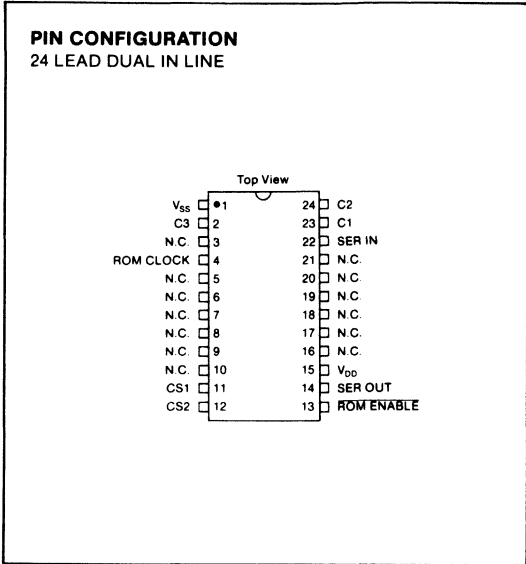 PIN CONFIGURATION
24 LEAD DUAL IN LINE
Top View
VSS 1 24 C2
C3 2 23 C1
N.C. 3 22 SER IN
ROM CLOCK 4 21 N.C.
N.C. 5 20 N.C.
N.C. 6 19 N.C.
N.C. 7 18 N.C.
N.C. 8 17 N.C.
N.C. 9 16 N.C.
N.C. 10 15 VDD
CS1 11 14 SER OUT
CS2 12 13 ROM ENABLE